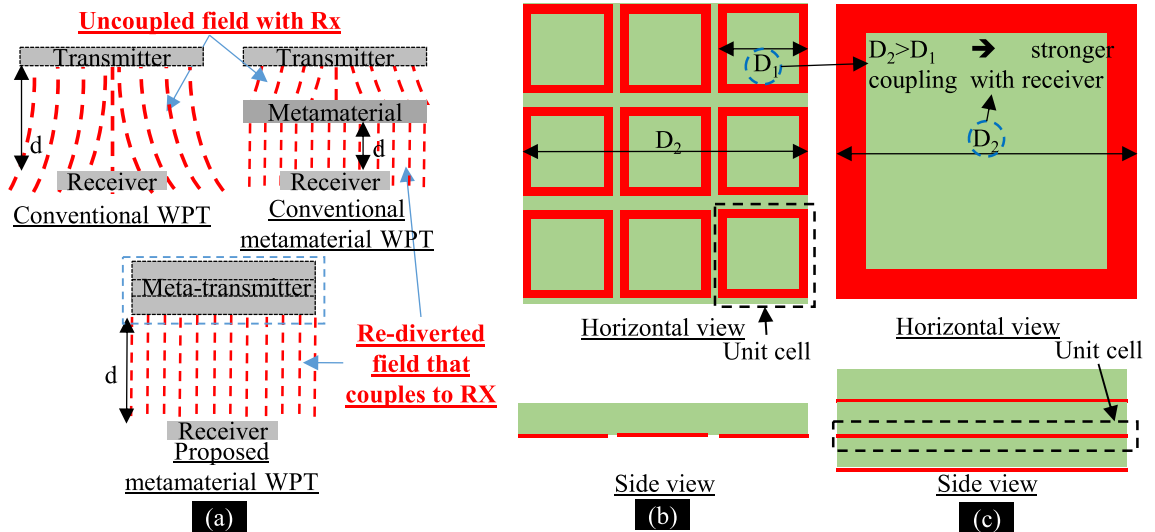 Uncoupled field with Rx
Transmitter
Transmitter
Metamaterial
d
d
Receiver
Receiver
Conventional WPT
Conventional
metamaterial WPT
Meta-transmitter
d
Re-diverted
field that
couples to RX
Receiver
Proposed
metamaterial WPT
(a)
D1
D2
Horizontal view
Unit cell
Side view
(b)
D2>D1 ➔ stronger
coupling with receiver
D2
Horizontal view
Unit cell
Side view
(c)